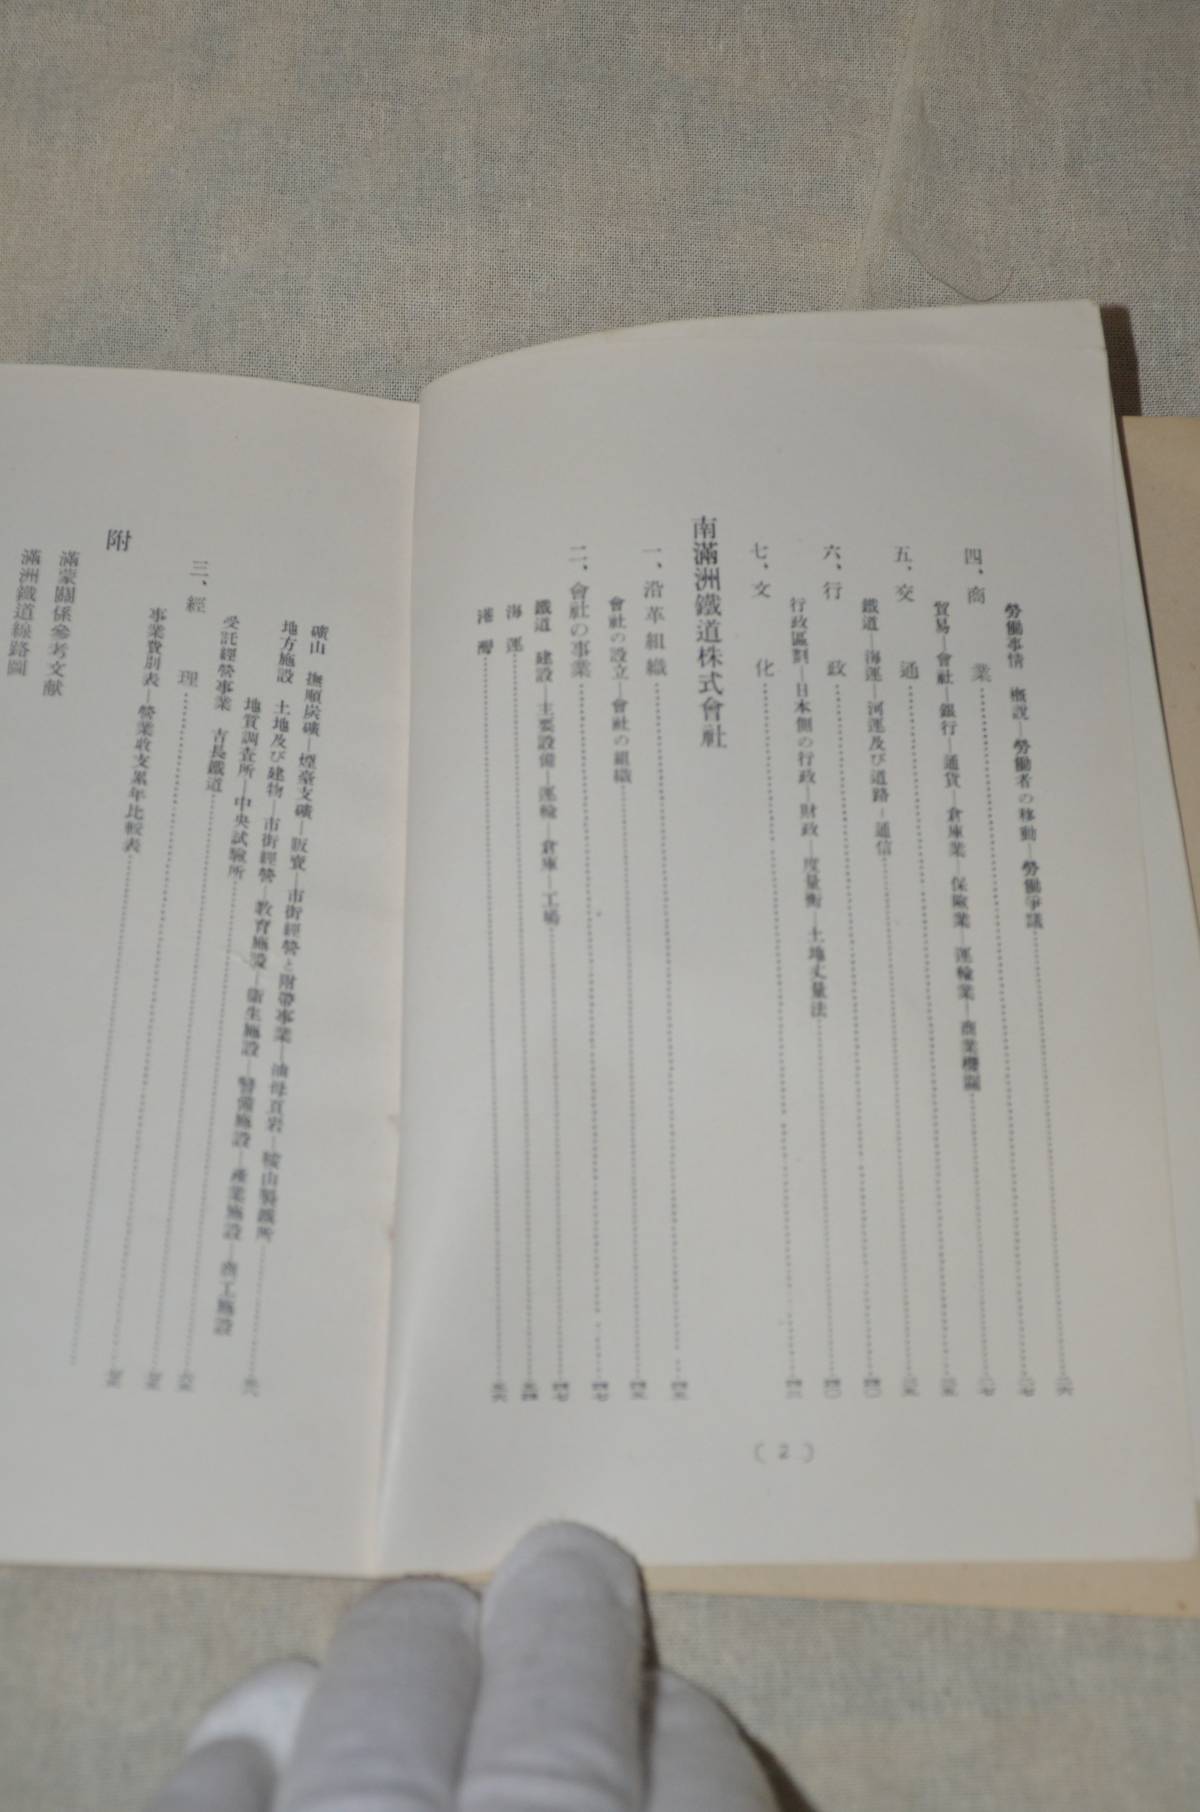 勞働事情　概說―勞働者の移動―勞働爭議
四、商業
貿易―會社―銀行―通貨―倉庫業―保險業―運輸業―商業機關
五、交通
鐵道―海運―河運及び道路―通信
六、行政
行政區劃―日本側の行政―財政―度量衡―土地丈量法
七、文化
南滿洲鐵道株式會社
一、沿革組織
會社の設立―會社の組織
二、會社の事業
鐵道　建設―主要設備―運輸―倉庫―工場
海運
港灣
(2)
礦山　撫順炭礦―煙臺支礦―販賣―市街經營と附帶事業―油母頁岩―鞍山製鐵所
地方施設　土地及び建物―市街經營―教育施設―衞生施設―警備施設―產業施設―商工施設
地質調査所―中央試驗所
受託經營事業　吉長鐵道
三、經理
事業費別表―營業收支累年比較表
附
滿蒙關係參考文獻
滿洲鐵道線路圖